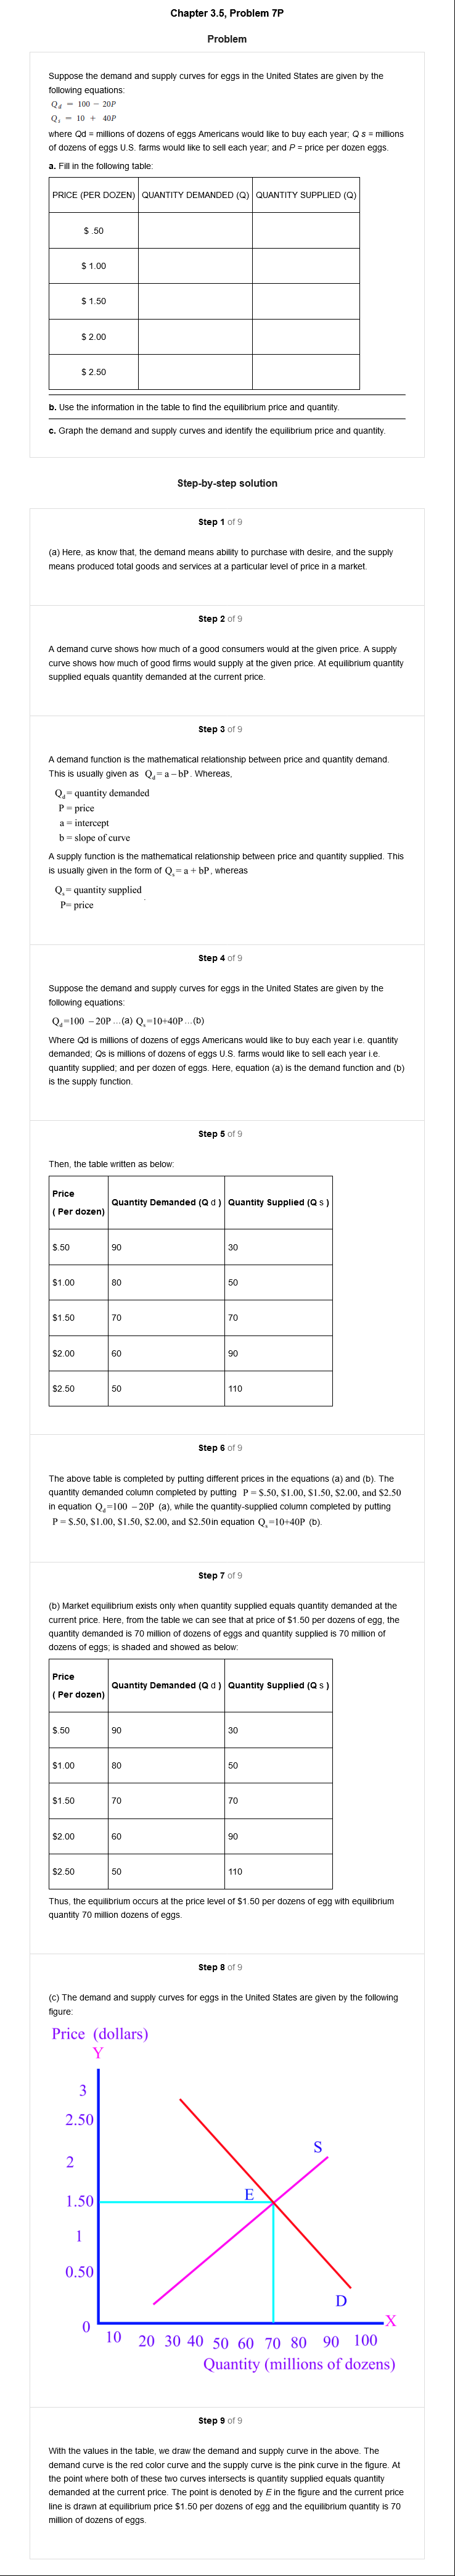 Chapter 3.5, Problem 7P
Problem
Suppose the demand and supply curves for eggs in the United States are given by the
following equations:
Qd = 100 − 20P
Qs = 10 + 40P
where Qd = millions of dozens of eggs Americans would like to buy each year; Q s = millions
of dozens of eggs U.S. farms would like to sell each year; and P = price per dozen eggs.
a. Fill in the following table:
PRICE (PER DOZEN) QUANTITY DEMANDED (Q) QUANTITY SUPPLIED (Q)
$ .50
$ 1.00
$ 1.50
$ 2.00
$ 2.50
b. Use the information in the table to find the equilibrium price and quantity.
c. Graph the demand and supply curves and identify the equilibrium price and quantity.
Step-by-step solution
Step 1 of 9
(a) Here, as know that, the demand means ability to purchase with desire, and the supply
means produced total goods and services at a particular level of price in a market.
Step 2 of 9
A demand curve shows how much of a good consumers would at the given price. A supply
curve shows how much of good firms would supply at the given price. At equilibrium quantity
supplied equals quantity demanded at the current price.
Step 3 of 9
A demand function is the mathematical relationship between price and quantity demand.
This is usually given as Qd = a – bP. Whereas,
Qd = quantity demanded
P = price
a = intercept
b = slope of curve
A supply function is the mathematical relationship between price and quantity supplied. This
is usually given in the form of Qs = a + bP, whereas
Qs = quantity supplied
P= price
Step 4 of 9
Suppose the demand and supply curves for eggs in the United States are given by the
following equations:
Qd =100 – 20P ...(a) Qs =10+40P ...(b)
Where Qd is millions of dozens of eggs Americans would like to buy each year i.e. quantity
demanded; Qs is millions of dozens of eggs U.S. farms would like to sell each year i.e.
quantity supplied; and per dozen of eggs. Here, equation (a) is the demand function and (b)
is the supply function.
Step 5 of 9
Then, the table written as below:
Price
( Per dozen) Quantity Demanded (Q d ) Quantity Supplied (Q s )
$.50 90 30
$1.00 80 50
$1.50 70 70
$2.00 60 90
$2.50 50 110
Step 6 of 9
The above table is completed by putting different prices in the equations (a) and (b). The
quantity demanded column completed by putting P = $.50, $1.00, $1.50, $2.00, and $2.50
in equation Qd =100 – 20P (a), while the quantity-supplied column completed by putting
P = $.50, $1.00, $1.50, $2.00, and $2.50in equation Qs =10+40P (b).
Step 7 of 9
(b) Market equilibrium exists only when quantity supplied equals quantity demanded at the
current price. Here, from the table we can see that at price of $1.50 per dozens of egg, the
quantity demanded is 70 million of dozens of eggs and quantity supplied is 70 million of
dozens of eggs; is shaded and showed as below:
Price
( Per dozen) Quantity Demanded (Q d ) Quantity Supplied (Q s )
$.50 90 30
$1.00 80 50
$1.50 70 70
$2.00 60 90
$2.50 50 110
Thus, the equilibrium occurs at the price level of $1.50 per dozens of egg with equilibrium
quantity 70 million dozens of eggs.
Step 8 of 9
(c) The demand and supply curves for eggs in the United States are given by the following
figure:
Price (dollars)
Y
3
2.50
S
2
E
1.50
1
0.50
D
0 X
10 20 30 40 50 60 70 80 90 100
Quantity (millions of dozens)
Step 9 of 9
With the values in the table, we draw the demand and supply curve in the above. The
demand curve is the red color curve and the supply curve is the pink curve in the figure. At
the point where both of these two curves intersects is quantity supplied equals quantity
demanded at the current price. The point is denoted by E in the figure and the current price
line is drawn at equilibrium price $1.50 per dozens of egg and the equilibrium quantity is 70
million of dozens of eggs.